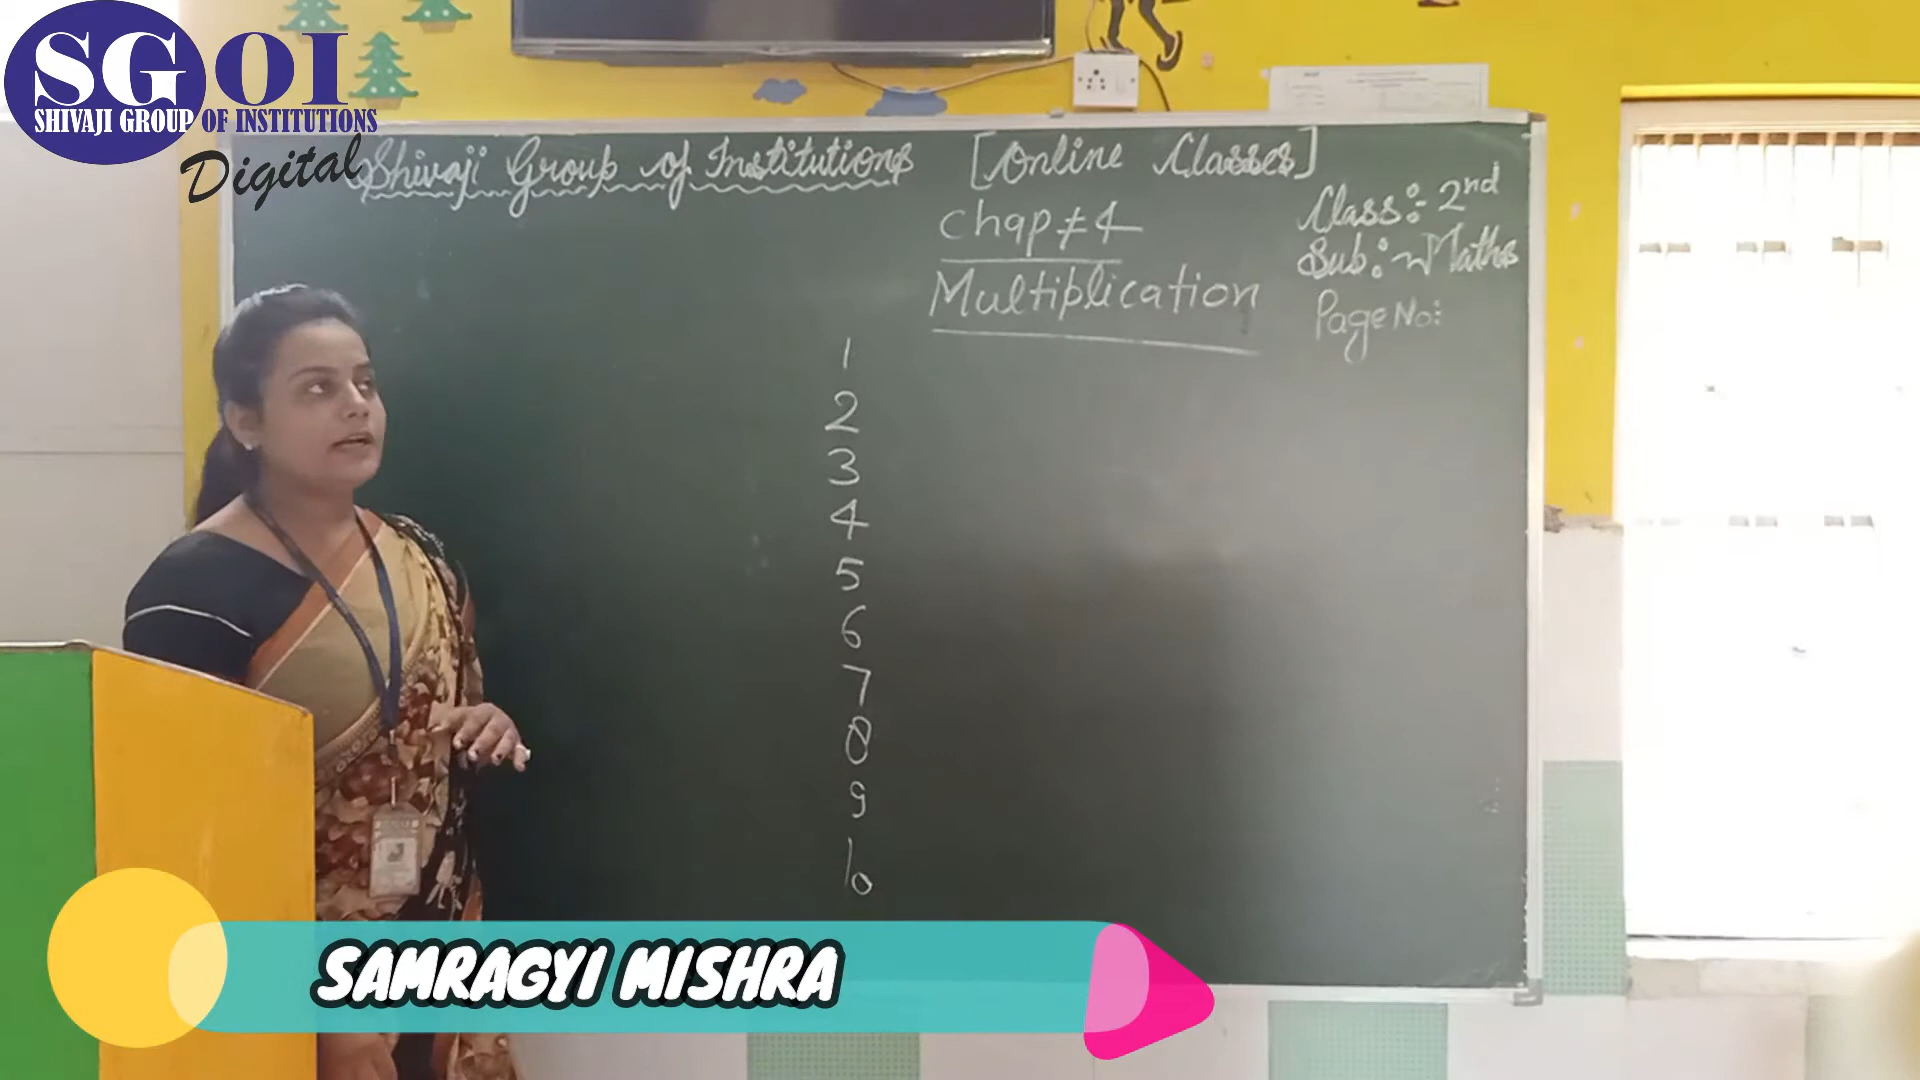 SGOI
SHIVAJI GROUP OF INSTITUTIONS
Digital
Shivaji Group of Institutions [Online Classes]
Class:- 2nd
Chap≠4
Sub:- Maths
Multiplication
Page No:
1
2
3
4
5
6
7
8
9
10
SAMRAGYI MISHRA